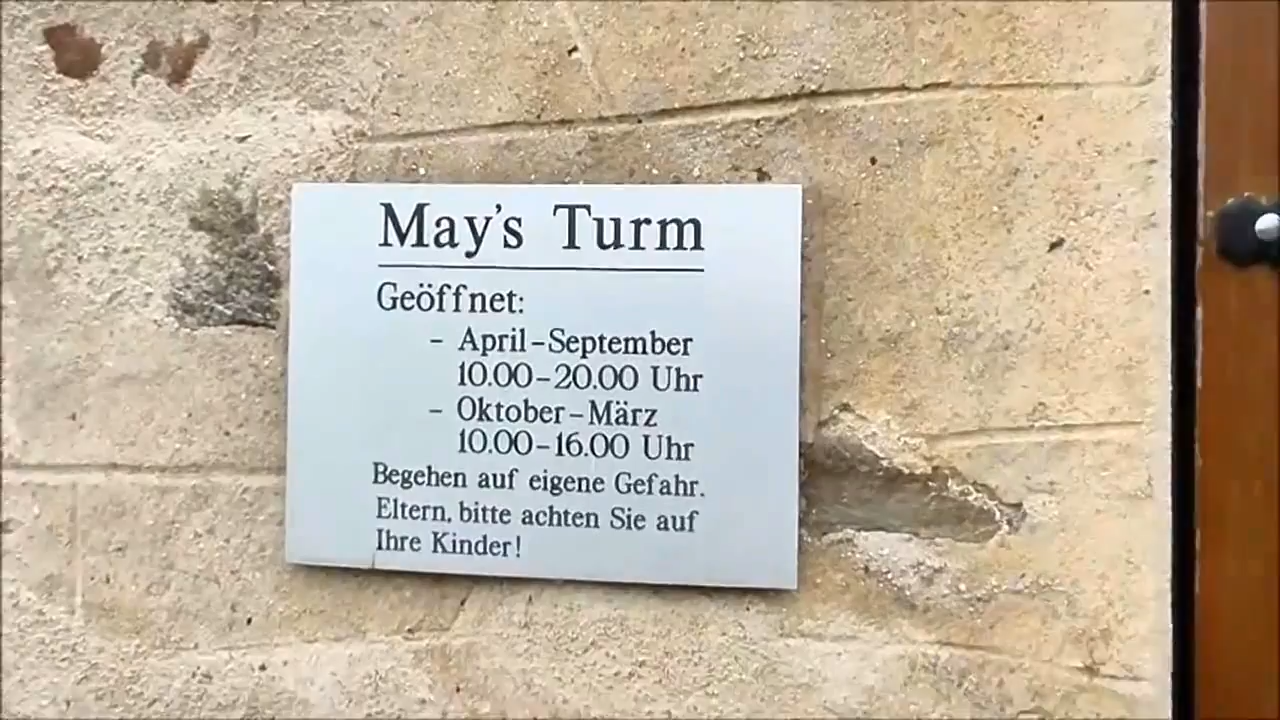 May's Turm
Geöffnet:
- April-September
10.00-20.00 Uhr
- Oktober-März
10.00-16.00 Uhr
Begehen auf eigene Gefahr.
Eltern, bitte achten Sie auf
Ihre Kinder!